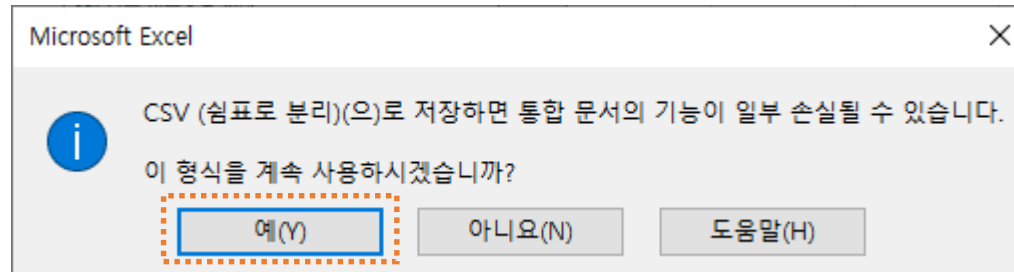 Microsoft Excel
CSV (쉼표로 분리)(으)로 저장하면 통합 문서의 기능이 일부 손실될 수 있습니다.
이 형식을 계속 사용하시겠습니까?
예(Y) 아니요(N) 도움말(H)